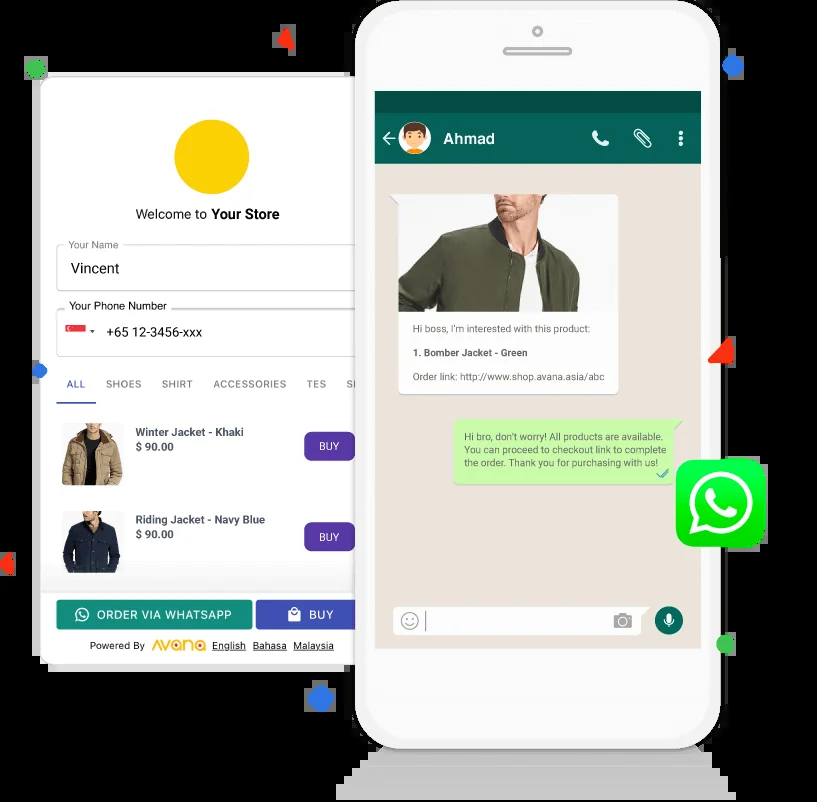 Welcome to Your Store
Your Name
Vincent
Your Phone Number
+65 12-3456-xxx
ALL SHOES SHIRT ACCESSORIES TES
Winter Jacket - Khaki
$ 90.00
BUY
Riding Jacket - Navy Blue
$ 90.00
BUY
ORDER VIA WHATSAPP BUY
Powered By AVANA English Bahasa Malaysia
Ahmad
Hi boss, I'm interested with this product:
1. Bomber Jacket - Green
Order link: http://www.shop.avana.asia/abc
Hi bro, don't worry! All products are available.
You can proceed to checkout link to complete
the order. Thank you for purchasing with us!